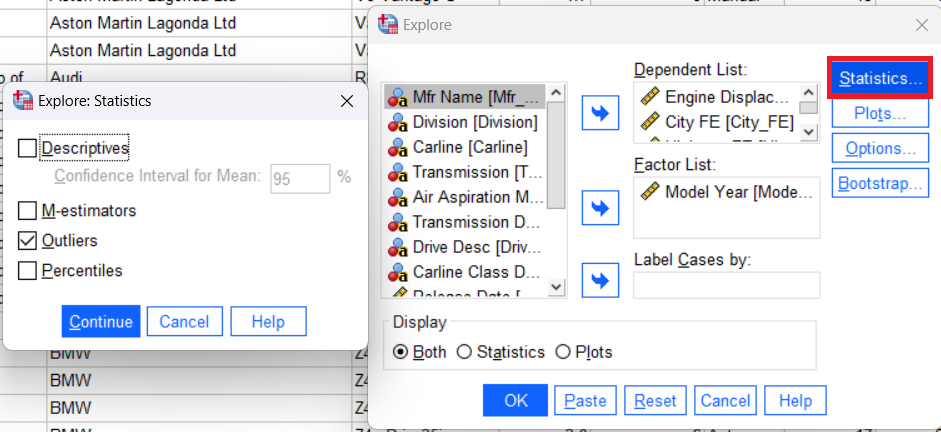 Aston Martin Lagonda Ltd
Aston Martin Lagonda Ltd
Audi
Explore: Statistics
Descriptives
Confidence Interval for Mean: 95 %
M-estimators
Outliers
Percentiles
Continue Cancel Help
BMW
BMW
BMW
BMW
Explore
Mfr Name [Mfr_...
Division [Division]
Carline [Carline]
Transmission [T...
Air Aspiration M...
Transmission D...
Drive Desc [Driv...
Carline Class D...
Release Date [
Dependent List:
Engine Displac...
City FE [City_FE]
Factor List:
Model Year [Mode...
Label Cases by:
Statistics...
Plots...
Options...
Bootstrap...
Display
Both Statistics Plots
OK Paste Reset Cancel Help